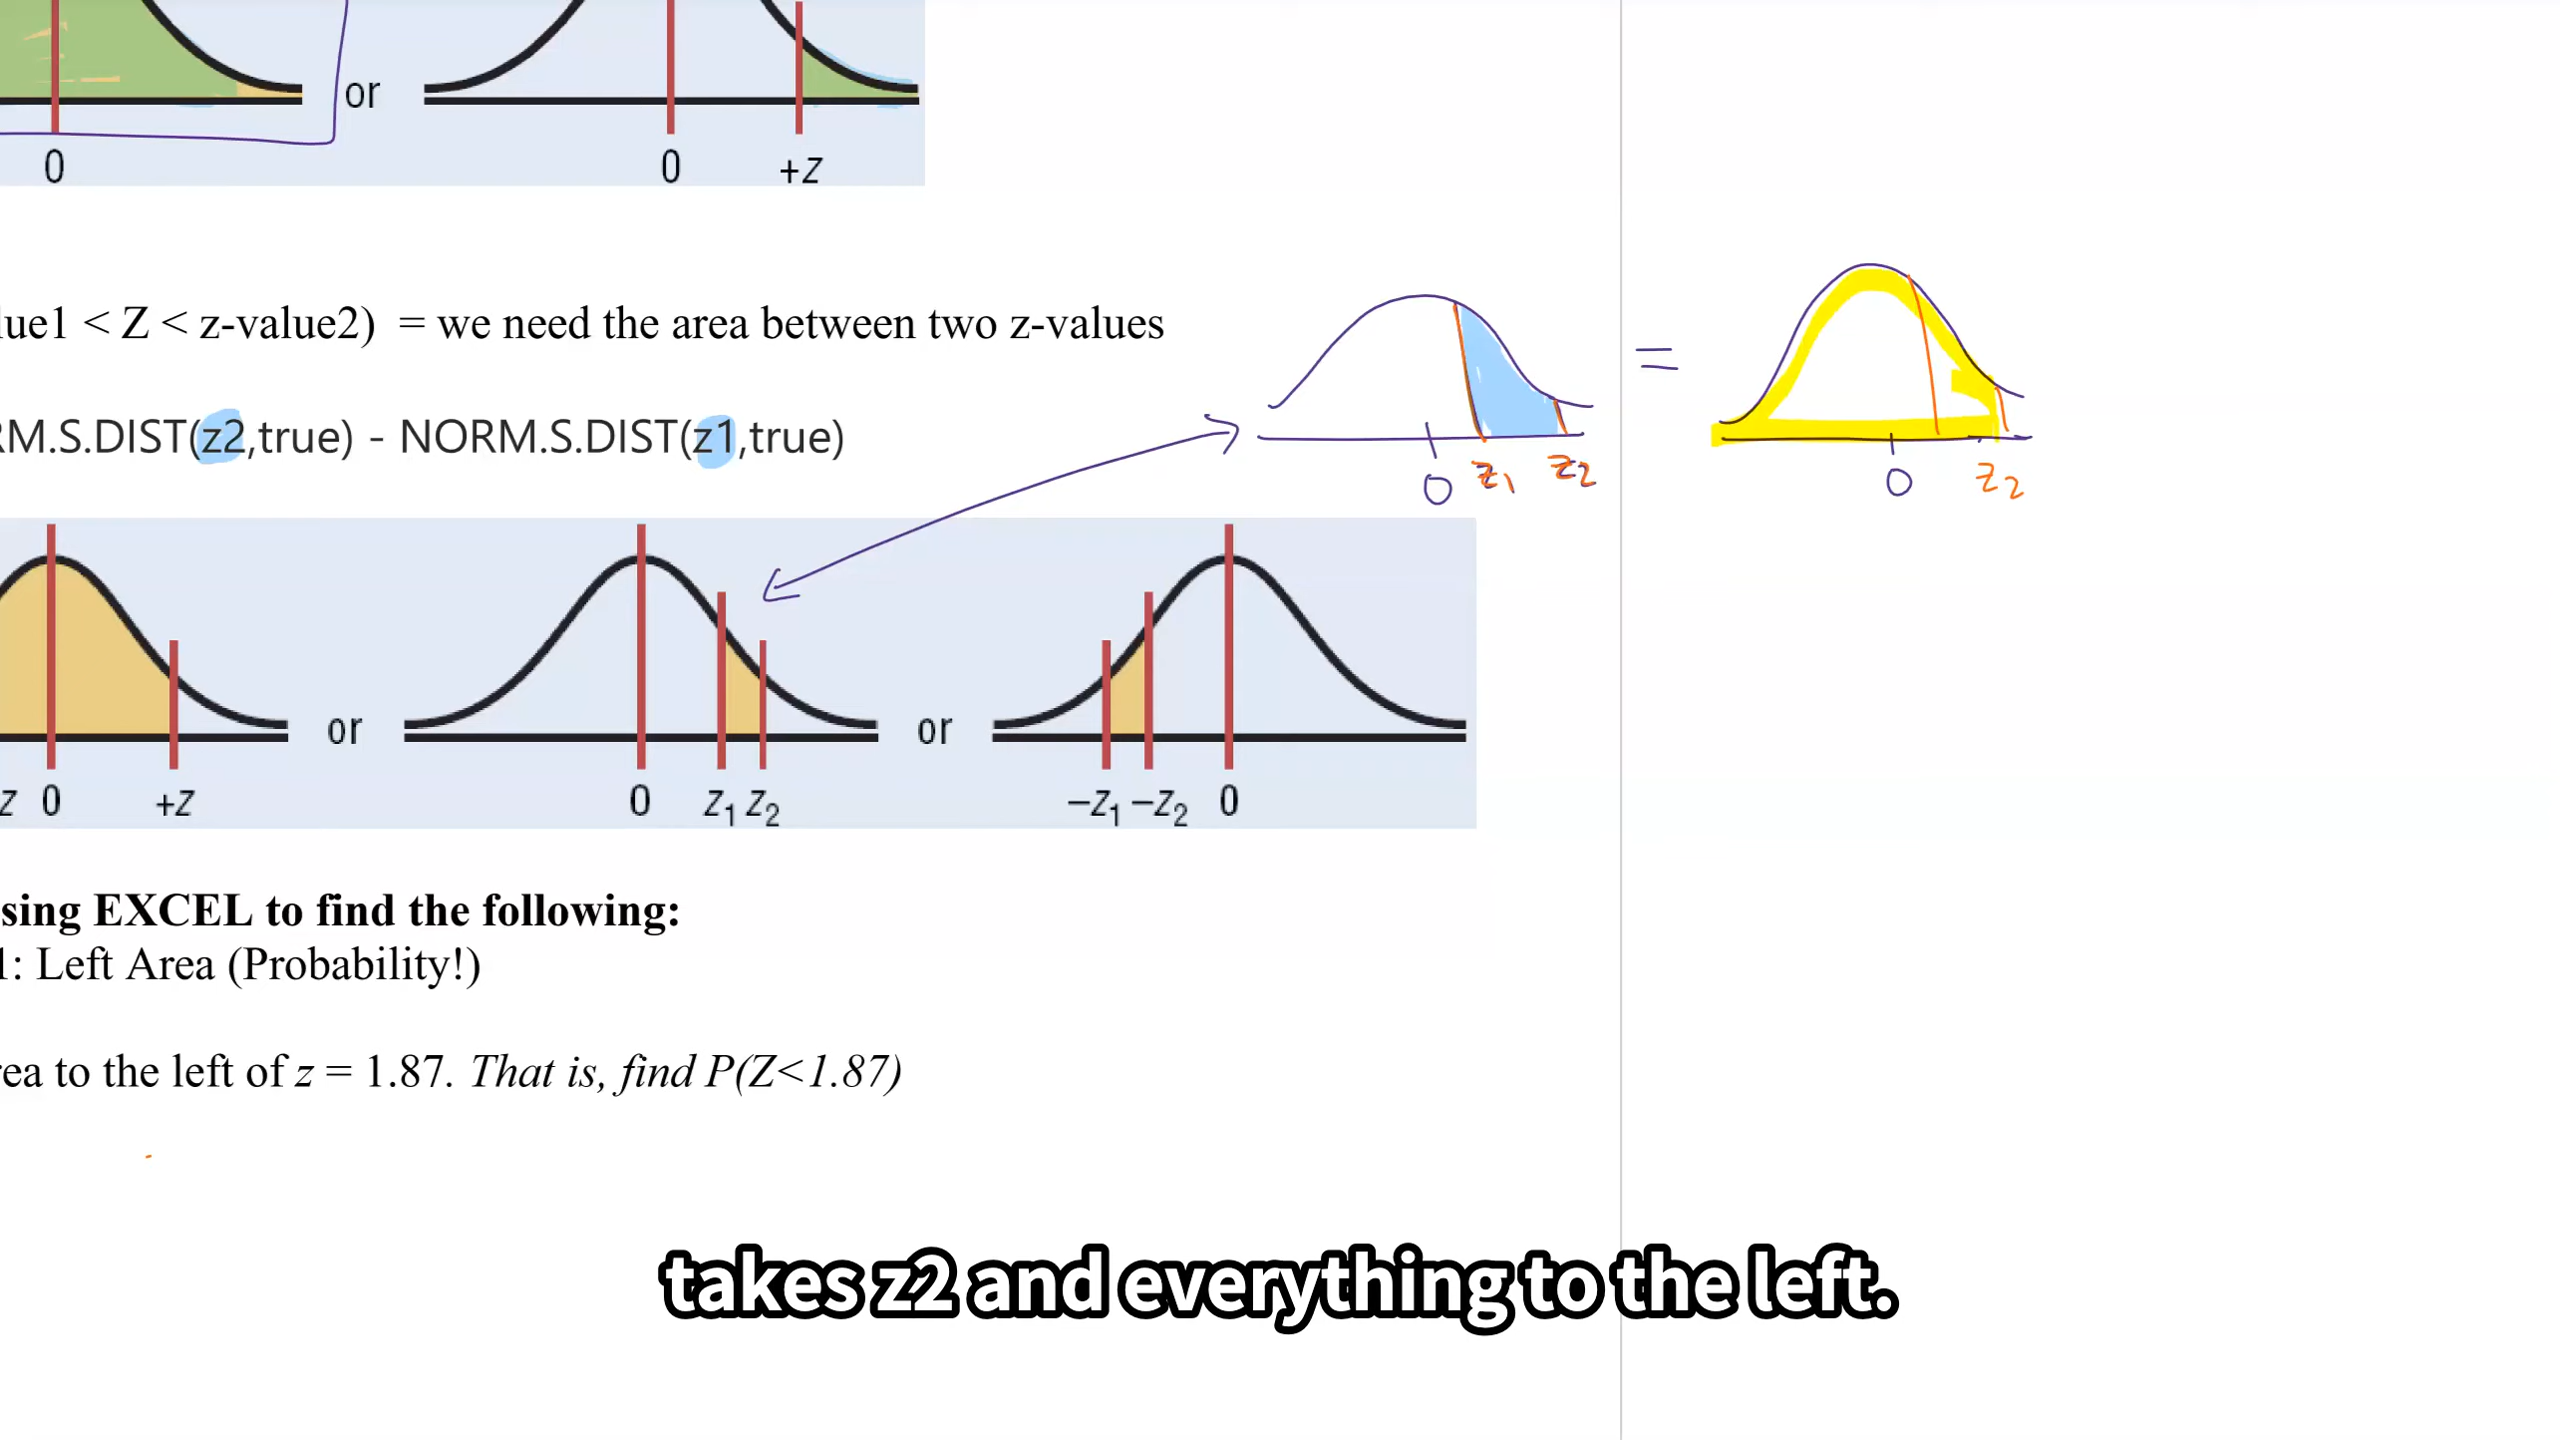 or
0 0 +z
lue1 < Z < z-value2) = we need the area between two z-values
=
RM.S.DIST(z2,true) - NORM.S.DIST(z1,true)
0 z1 z2 0 z2
or or
z 0 +z 0 z1 z2 –z1 –z2 0
sing EXCEL to find the following:
1: Left Area (Probability!)
rea to the left of z = 1.87. That is, find P(Z<1.87)
takes z2 and everything to the left.